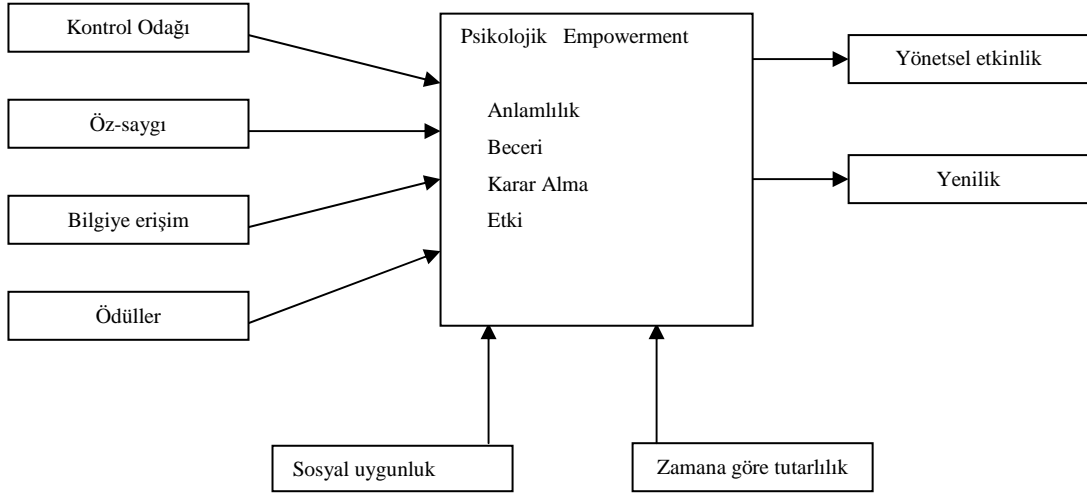 Kontrol Odağı
Öz-saygı
Bilgiye erişim
Ödüller
Psikolojik Empowerment
Anlamlılık
Beceri
Karar Alma
Etki
Yönetsel etkinlik
Yenilik
Sosyal uygunluk
Zamana göre tutarlılık